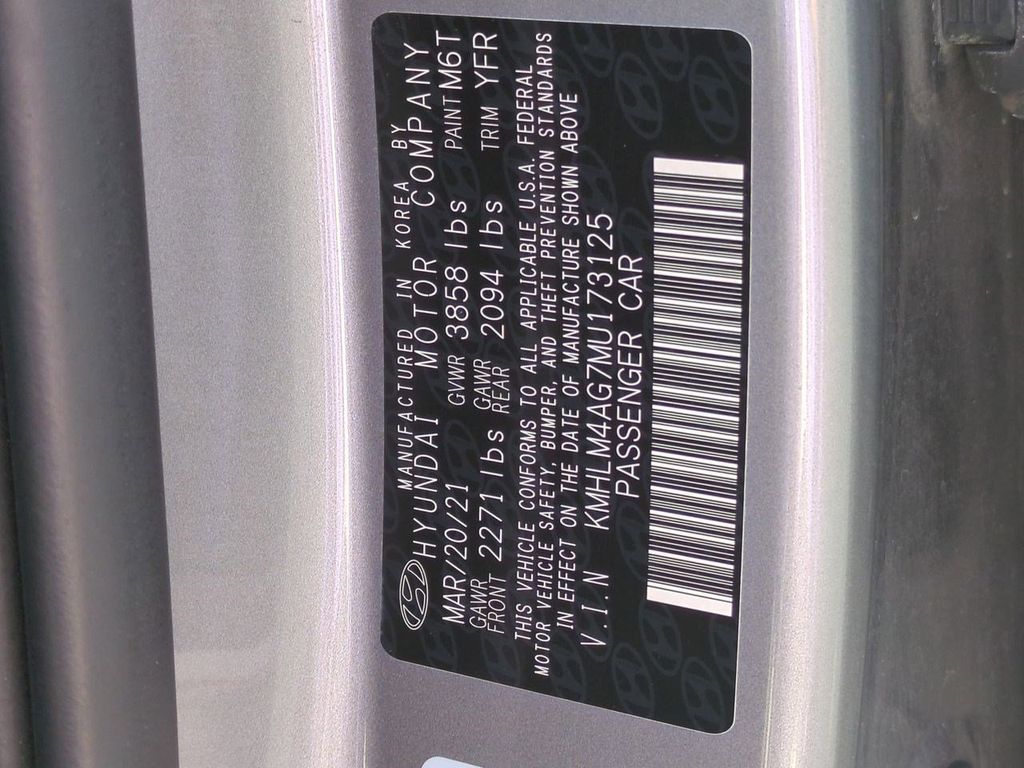 MANUFACTURED IN KOREA BY
HYUNDAI MOTOR COMPANY
MAR/20/21 GVWR 3858 lbs PAINT M6T
GAWR FRONT 2271 lbs GAWR REAR 2094 lbs TRIM YFR
THIS VEHICLE CONFORMS TO ALL APPLICABLE U.S.A. FEDERAL
MOTOR VEHICLE SAFETY, BUMPER, AND THEFT PREVENTION STANDARDS
IN EFFECT ON THE DATE OF MANUFACTURE SHOWN ABOVE
V.I.N KMHLM4AG7MU173125
PASSENGER CAR